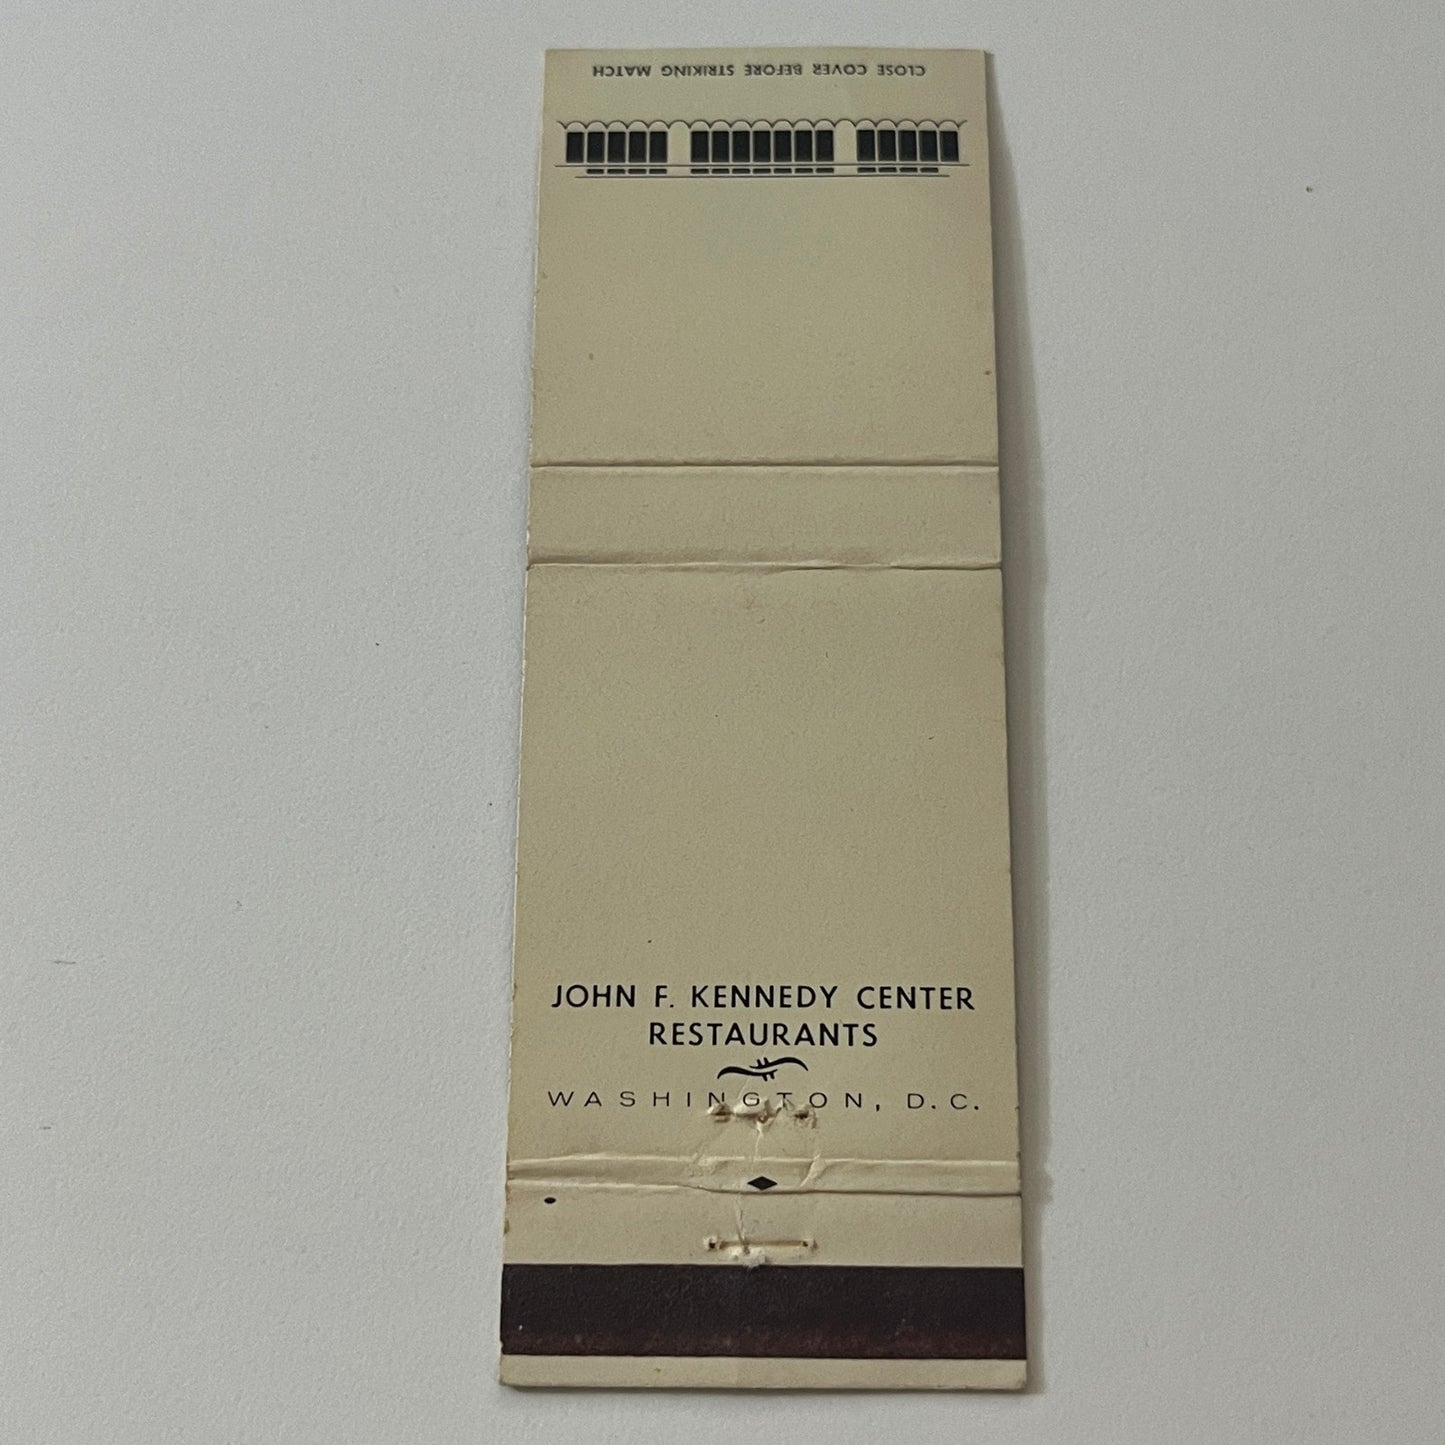 CLOSE COVER BEFORE STRIKING MATCH
JOHN F. KENNEDY CENTER
RESTAURANTS
WASHINGTON, D.C.